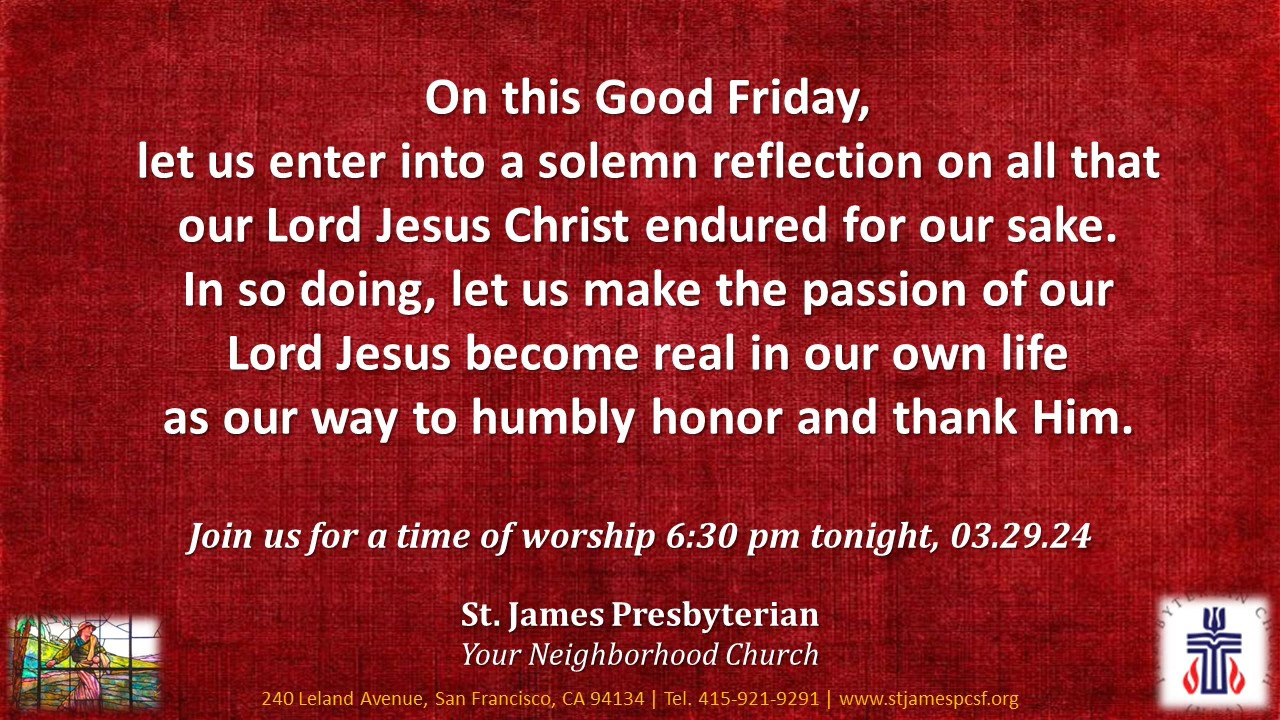 On this Good Friday,
let us enter into a solemn reflection on all that
our Lord Jesus Christ endured for our sake.
In so doing, let us make the passion of our
Lord Jesus become real in our own life
as our way to humbly honor and thank Him.
Join us for a time of worship 6:30 pm tonight, 03.29.24
St. James Presbyterian
Your Neighborhood Church
240 Leland Avenue, San Francisco, CA 94134 | Tel. 415-921-9291 | www.stjamespcsf.org